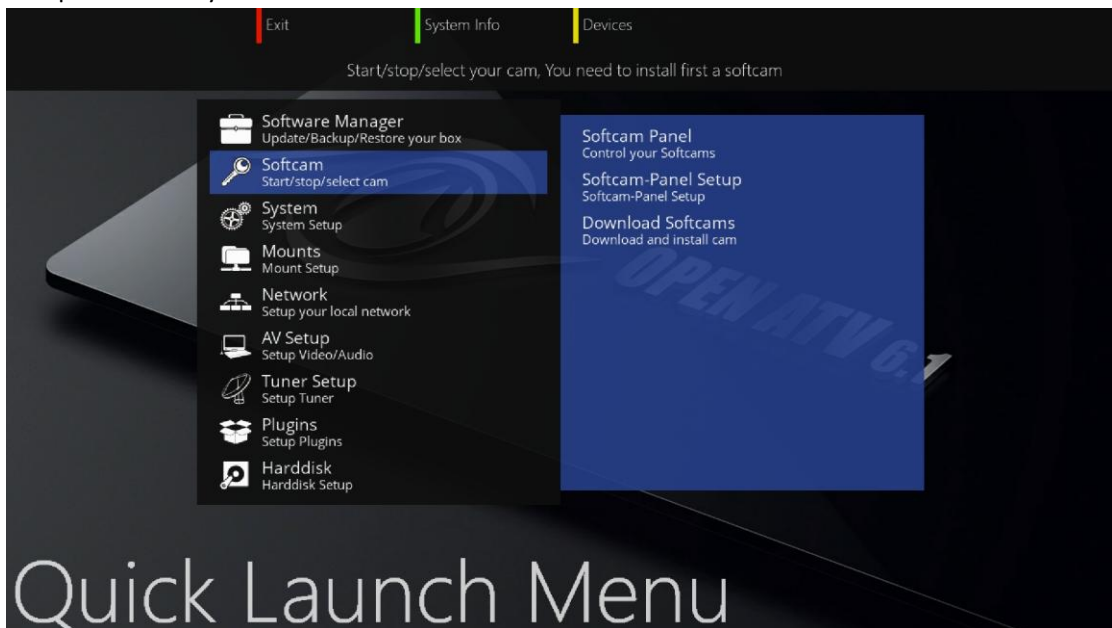 Exit
System Info
Devices
Start/stop/select your cam, You need to install first a softcam
Software Manager
Update/Backup/Restore your box
Softcam
Start/stop/select cam
System
System Setup
Mounts
Mount Setup
Network
Setup your local network
AV Setup
Setup Video/Audio
Tuner Setup
Setup Tuner
Plugins
Setup Plugins
Harddisk
Harddisk Setup
Softcam Panel
Control your Softcams
Softcam-Panel Setup
Softcam-Panel Setup
Download Softcams
Download and install cam
OPEN ATV 6.1
Quick Launch Menu